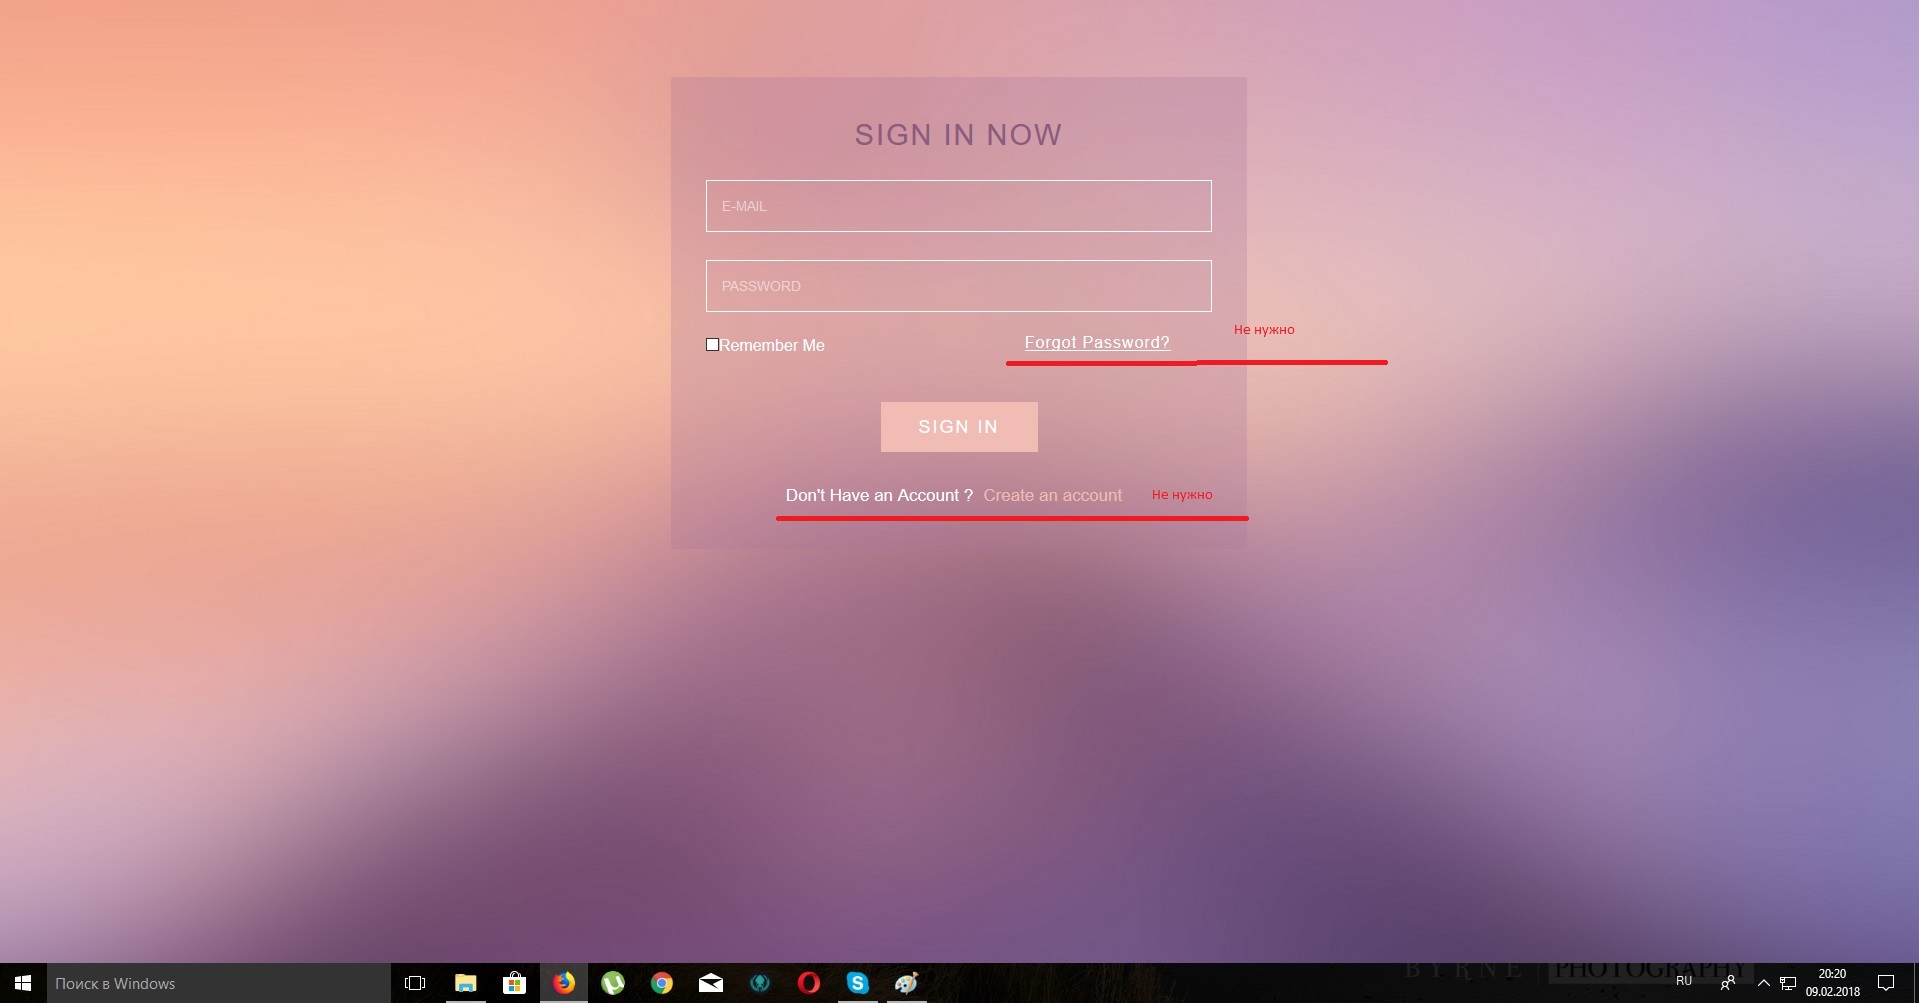 SIGN IN NOW
E-MAIL
PASSWORD
Remember Me
Forgot Password?
Не нужно
SIGN IN
Don't Have an Account ? Create an account
Не нужно
Поиск в Windows
BYRNE PHOTOGRAPHY
RU
20:20
09.02.2018